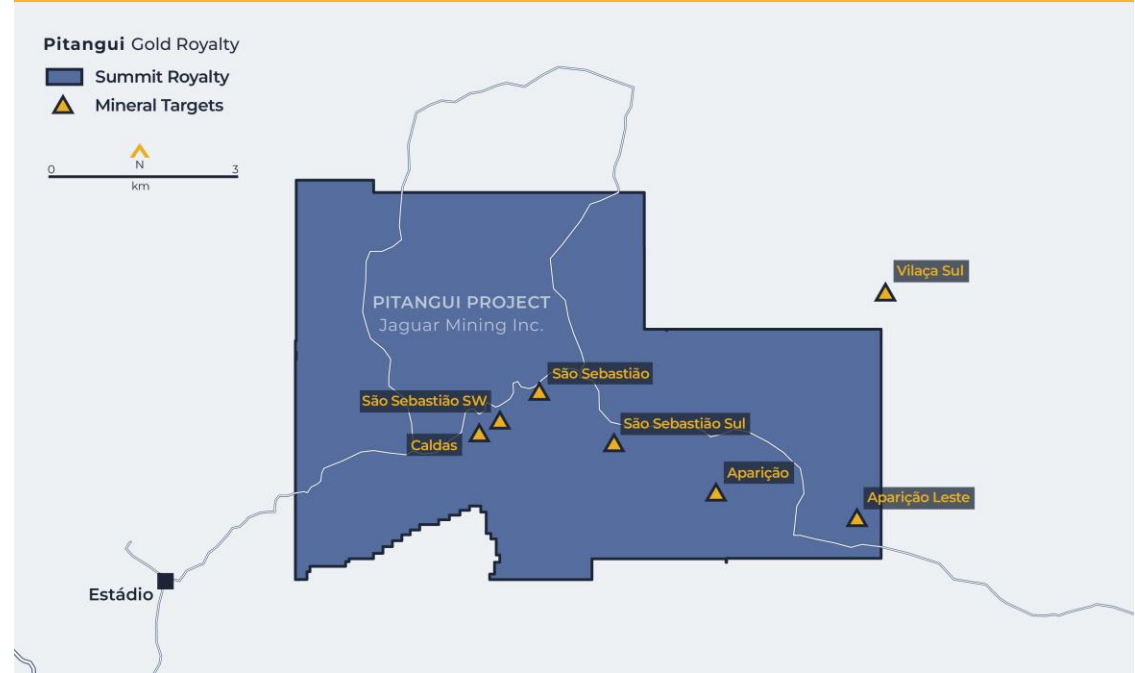 Pitangui Gold Royalty
Summit Royalty
Mineral Targets
N
0 3
km
Vilaça Sul
PITANGUI PROJECT
Jaguar Mining Inc.
São Sebastião
São Sebastião SW
São Sebastião Sul
Caldas
Aparição
Aparição Leste
Estádio